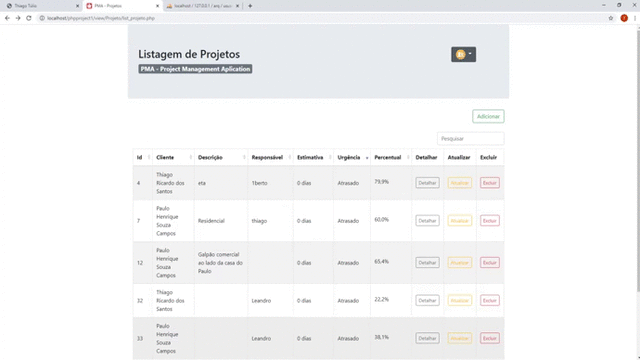 Thiago Túlio
PMA - Projetos
localhost / 127.0.0.1 /
localhost/phpproject1/view/Projeto/list_projeto.php
Listagem de Projetos
PMA - Project Management Aplication
Adicionar
Pesquisar
Id Cliente Descrição Responsável Estimativa Urgência Percentual Detalhar Atualizar Excluir
4 Thiago Ricardo dos Santos eta 1berto 0 dias Atrasado 79,9% Detalhar Atualizar Excluir
7 Paulo Henrique Souza Campos Residencial thiago 0 dias Atrasado 60,0% Detalhar Atualizar Excluir
12 Paulo Henrique Souza Campos Galpão comercial ao lado da casa do Paulo 0 dias Atrasado 65,4% Detalhar Atualizar Excluir
32 Thiago Ricardo dos Santos Leandro 0 dias Atrasado 22,2% Detalhar Atualizar Excluir
33 Paulo Henrique Souza Campos Leandro 0 dias Atrasado 38,1% Detalhar Atualizar Excluir